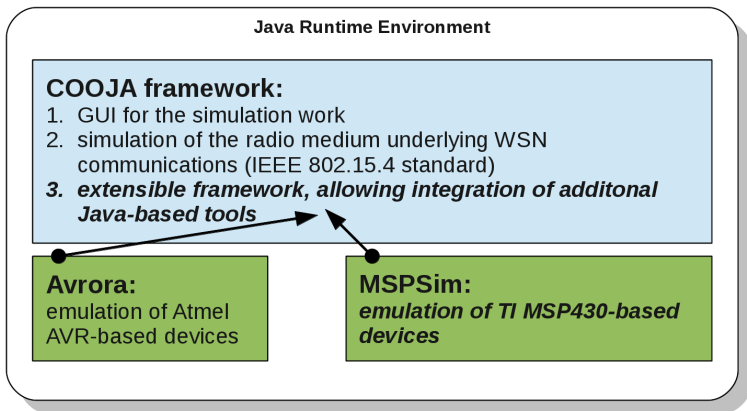 Java Runtime Environment
COOJA framework:
1. GUI for the simulation work
2. simulation of the radio medium underlying WSN
communications (IEEE 802.15.4 standard)
3. extensible framework, allowing integration of additonal
Java-based tools
Avrora:
emulation of Atmel
AVR-based devices
MSPSim:
emulation of TI MSP430-based
devices